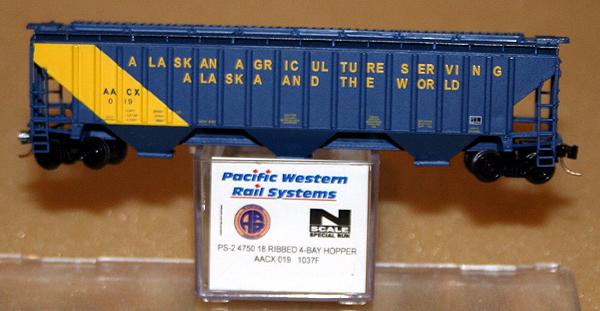 ALASKAN AGRICULTURE SERVING
ALASKA AND THE WORLD
AACX
019
Pacific Western
Rail Systems
N
SCALE
SPECIAL RUN
PS-2 4750 18 RIBBED 4-BAY HOPPER
AACX 019 1037F